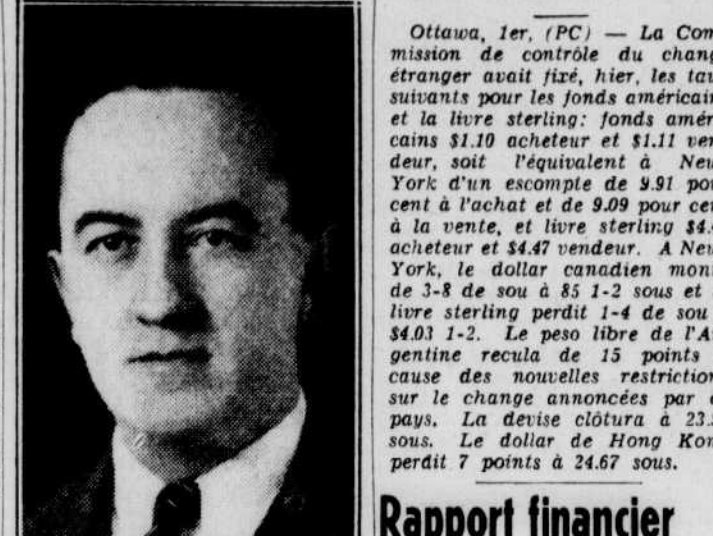 Ottawa, 1er, (PC) — La Com
mission de contrôle du chang
étranger avait fixé, hier, les tau
suivants pour les fonds américain
et la livre sterling: fonds amér
cains $1.10 acheteur et $1.11 ven
deur, soit l'équivalent à New
York d'un escompte de 9.91 pou
cent à l'achat et de 9.09 pour cen
à la vente, et livre sterling $4.
acheteur et $4.47 vendeur. A New
York, le dollar canadien mont
de 3-8 de sou à 85 1-2 sous et
livre sterling perdit 1-4 de sou
$4.03 1-2. Le peso libre de l'Ar
gentine recula de 15 points
cause des nouvelles restriction
sur le change annoncées par c
pays. La devise clôtura à 23.
sous. Le dollar de Hong Kon
perdit 7 points à 24.67 sous.
Rapport financier